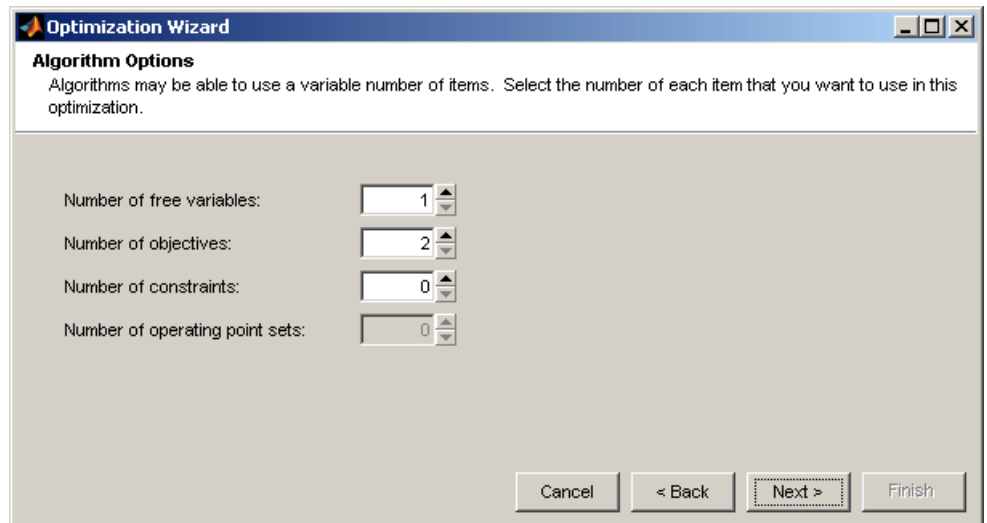 Optimization Wizard
Algorithm Options
Algorithms may be able to use a variable number of items. Select the number of each item that you want to use in this
optimization.
Number of free variables: 1
Number of objectives: 2
Number of constraints: 0
Number of operating point sets: 0
Cancel < Back Next > Finish